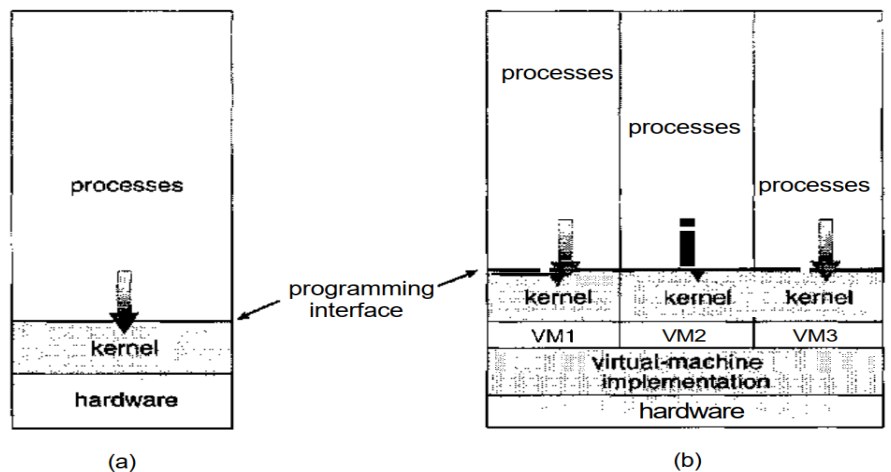 processes
kernel
hardware
(a)
programming
interface
processes
processes
processes
kernel
kernel
kernel
VM1
VM2
VM3
virtual-machine
implementation
hardware
(b)